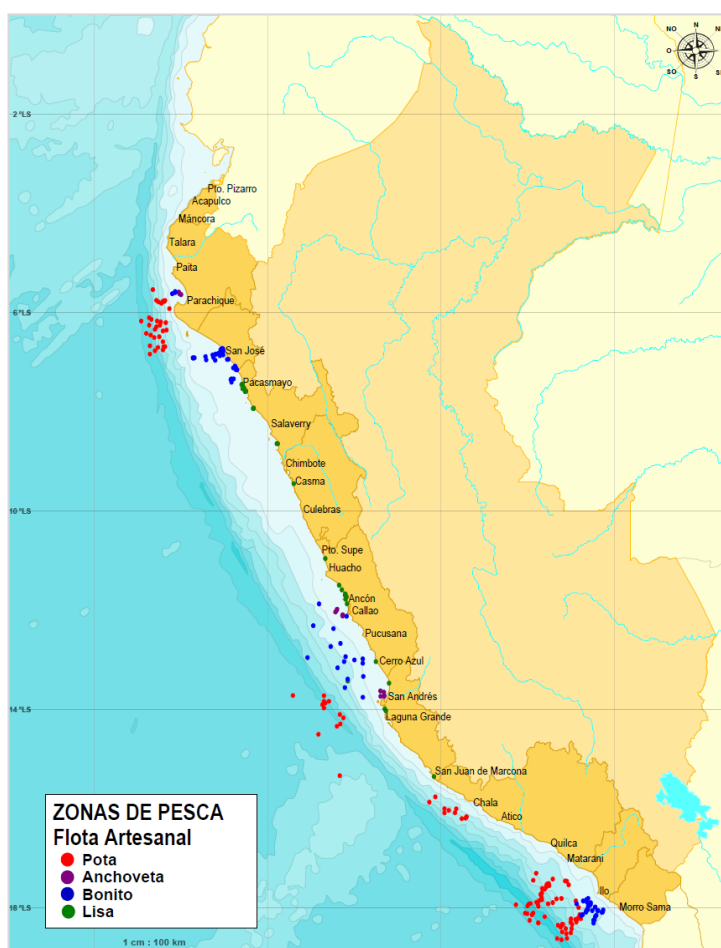 N
NO
O
SO
S
2 °LS
Pto. Pizarro
Acapulco
Máncora
Talara
Paita
Parachique
6 °LS
San José
Pacasmayo
Salaverry
Chimbote
Casma
10 °LS
Culebras
Pto. Supe
Huacho
Ancón
Callao
Pucusana
Cerro Azul
San Andrés
14 °LS
Laguna Grande
San Juan de Marcona
Chala
Atico
Quilca
Matarani
Ilo
Morro Sama
18 °LS
ZONAS DE PESCA
Flota Artesanal
Pota
Anchoveta
Bonito
Lisa
1 cm : 100 km